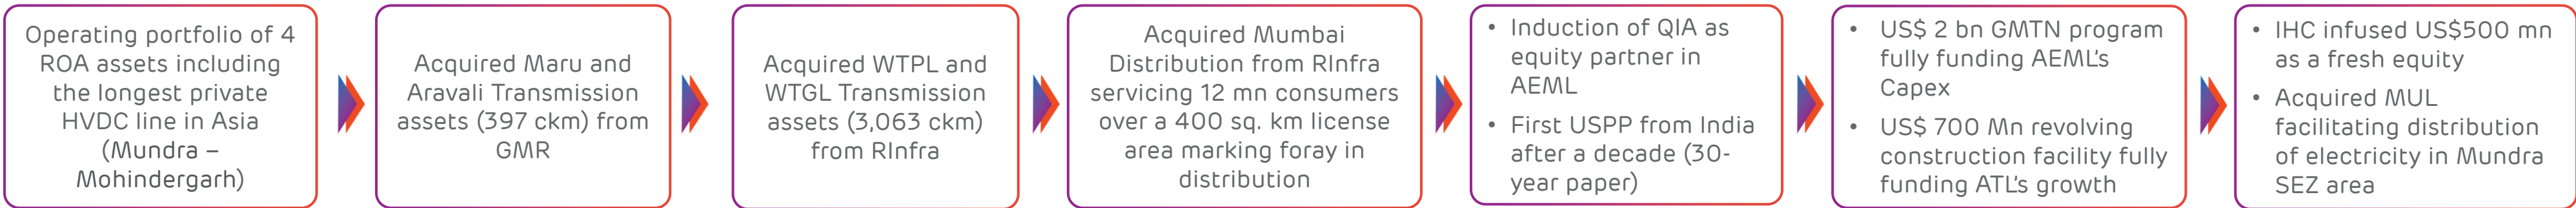 Operating portfolio of 4
ROA assets including
the longest private
HVDC line in Asia
(Mundra –
Mohindergarh)
Acquired Maru and
Aravali Transmission
assets (397 ckm) from
GMR
Acquired WTPL and
WTGL Transmission
assets (3,063 ckm)
from RInfra
Acquired Mumbai
Distribution from RInfra
servicing 12 mn consumers
over a 400 sq. km license
area marking foray in
distribution
• Induction of QIA as
equity partner in
AEML
• First USPP from India
after a decade (30-
year paper)
• US$ 2 bn GMTN program
fully funding AEML's
Capex
• US$ 700 Mn revolving
construction facility fully
funding ATL's growth
• IHC infused US$500 mn
as a fresh equity
• Acquired MUL
facilitating distribution
of electricity in Mundra
SEZ area